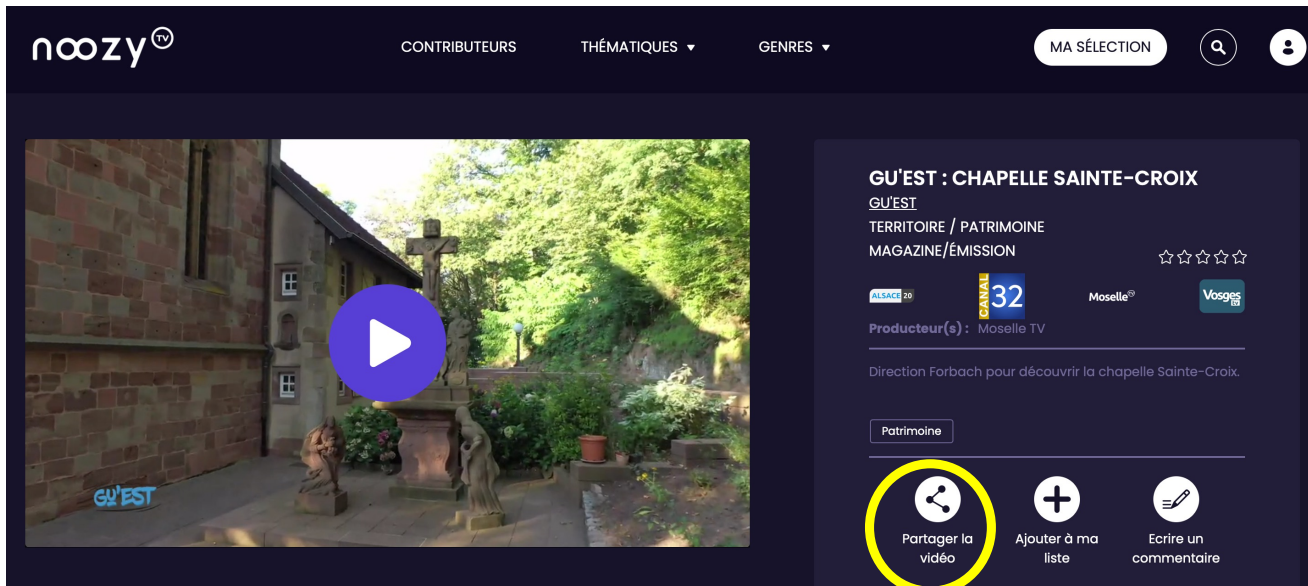 noozy TV
CONTRIBUTEURS
THÉMATIQUES
GENRES
MA SÉLECTION
GU'EST
GU'EST : CHAPELLE SAINTE-CROIX
GU'EST
TERRITOIRE / PATRIMOINE
MAGAZINE/ÉMISSION
ALSACE 20
CANAL 32
Moselle TV
Vosges TV
Producteur(s) : Moselle TV
Direction Forbach pour découvrir la chapelle Sainte-Croix.
Patrimoine
Partager la
vidéo
Ajouter à ma
liste
Ecrire un
commentaire